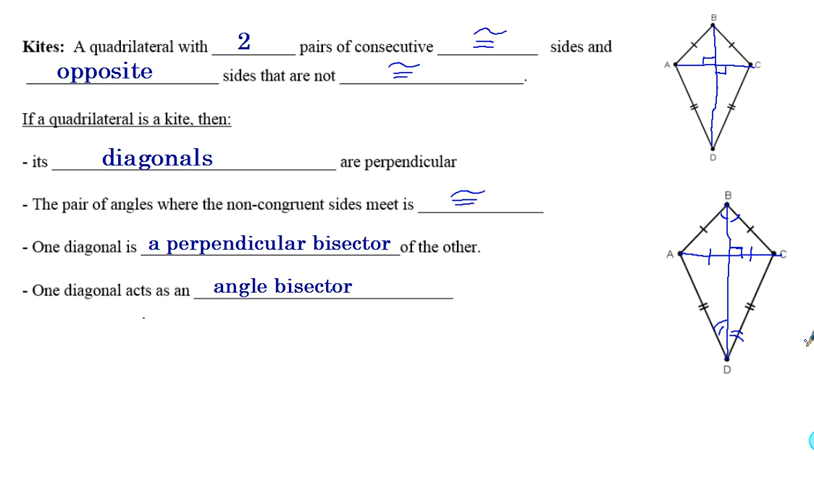 Kites: A quadrilateral with 2 pairs of consecutive ≅ sides and
opposite sides that are not ≅.
If a quadrilateral is a kite, then:
- its diagonals are perpendicular
- The pair of angles where the non-congruent sides meet is ≅
- One diagonal is a perpendicular bisector of the other.
- One diagonal acts as an angle bisector
B
A
C
D
B
A
C
D